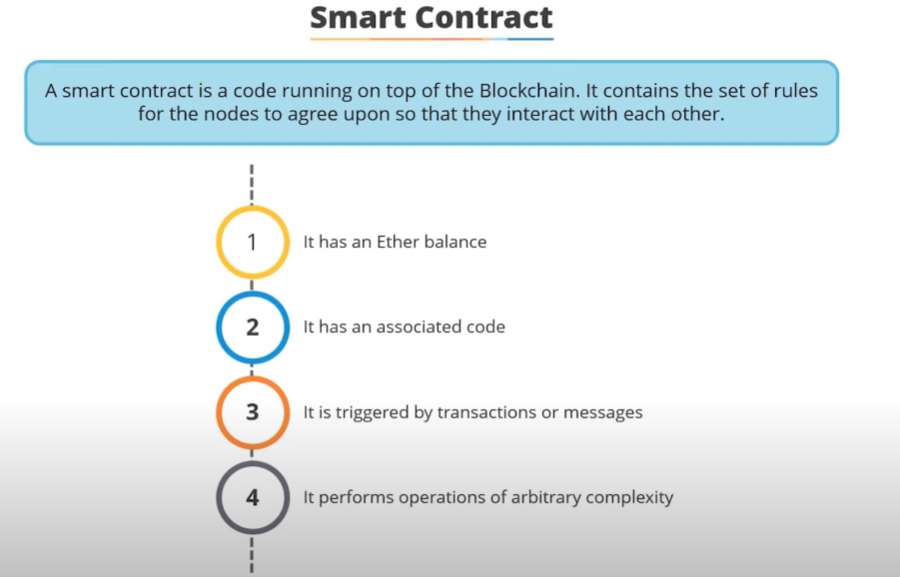 Smart Contract
A smart contract is a code running on top of the Blockchain. It contains the set of rules
for the nodes to agree upon so that they interact with each other.
1 It has an Ether balance
2 It has an associated code
3 It is triggered by transactions or messages
4 It performs operations of arbitrary complexity